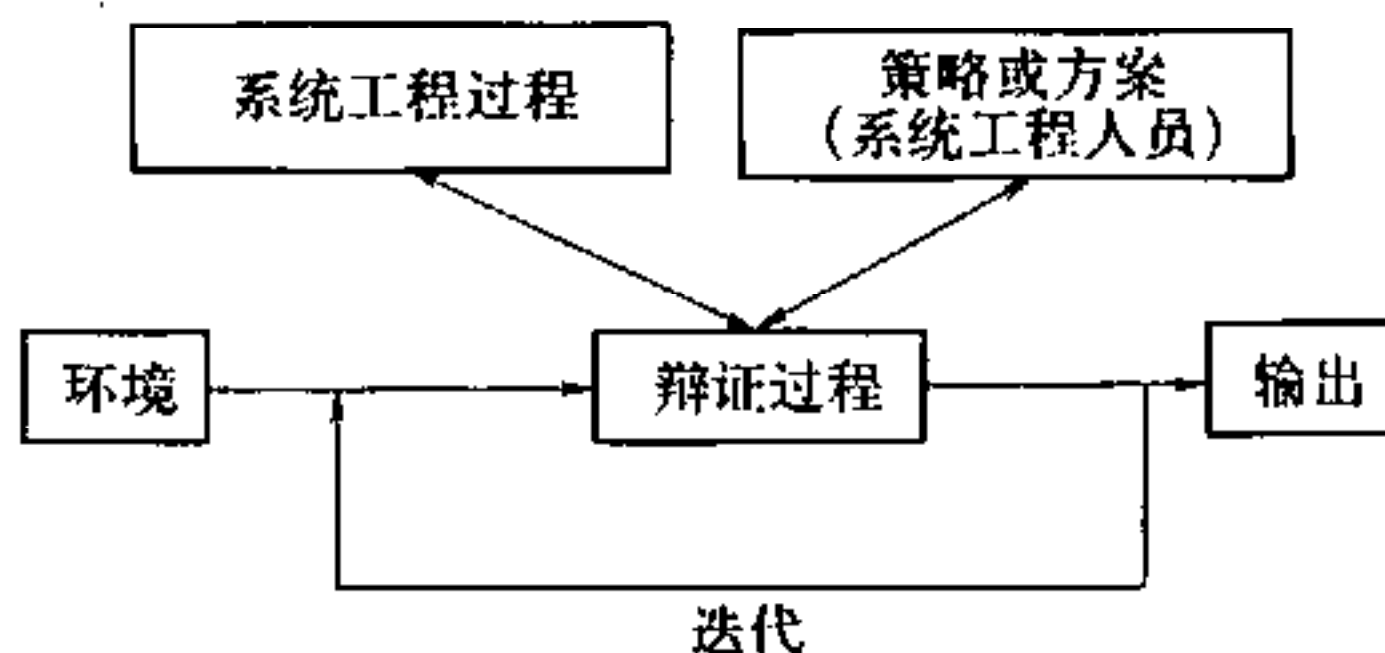 系统工程过程
策略或方案
（系统工程人员）
环境
辩证过程
输出
迭代